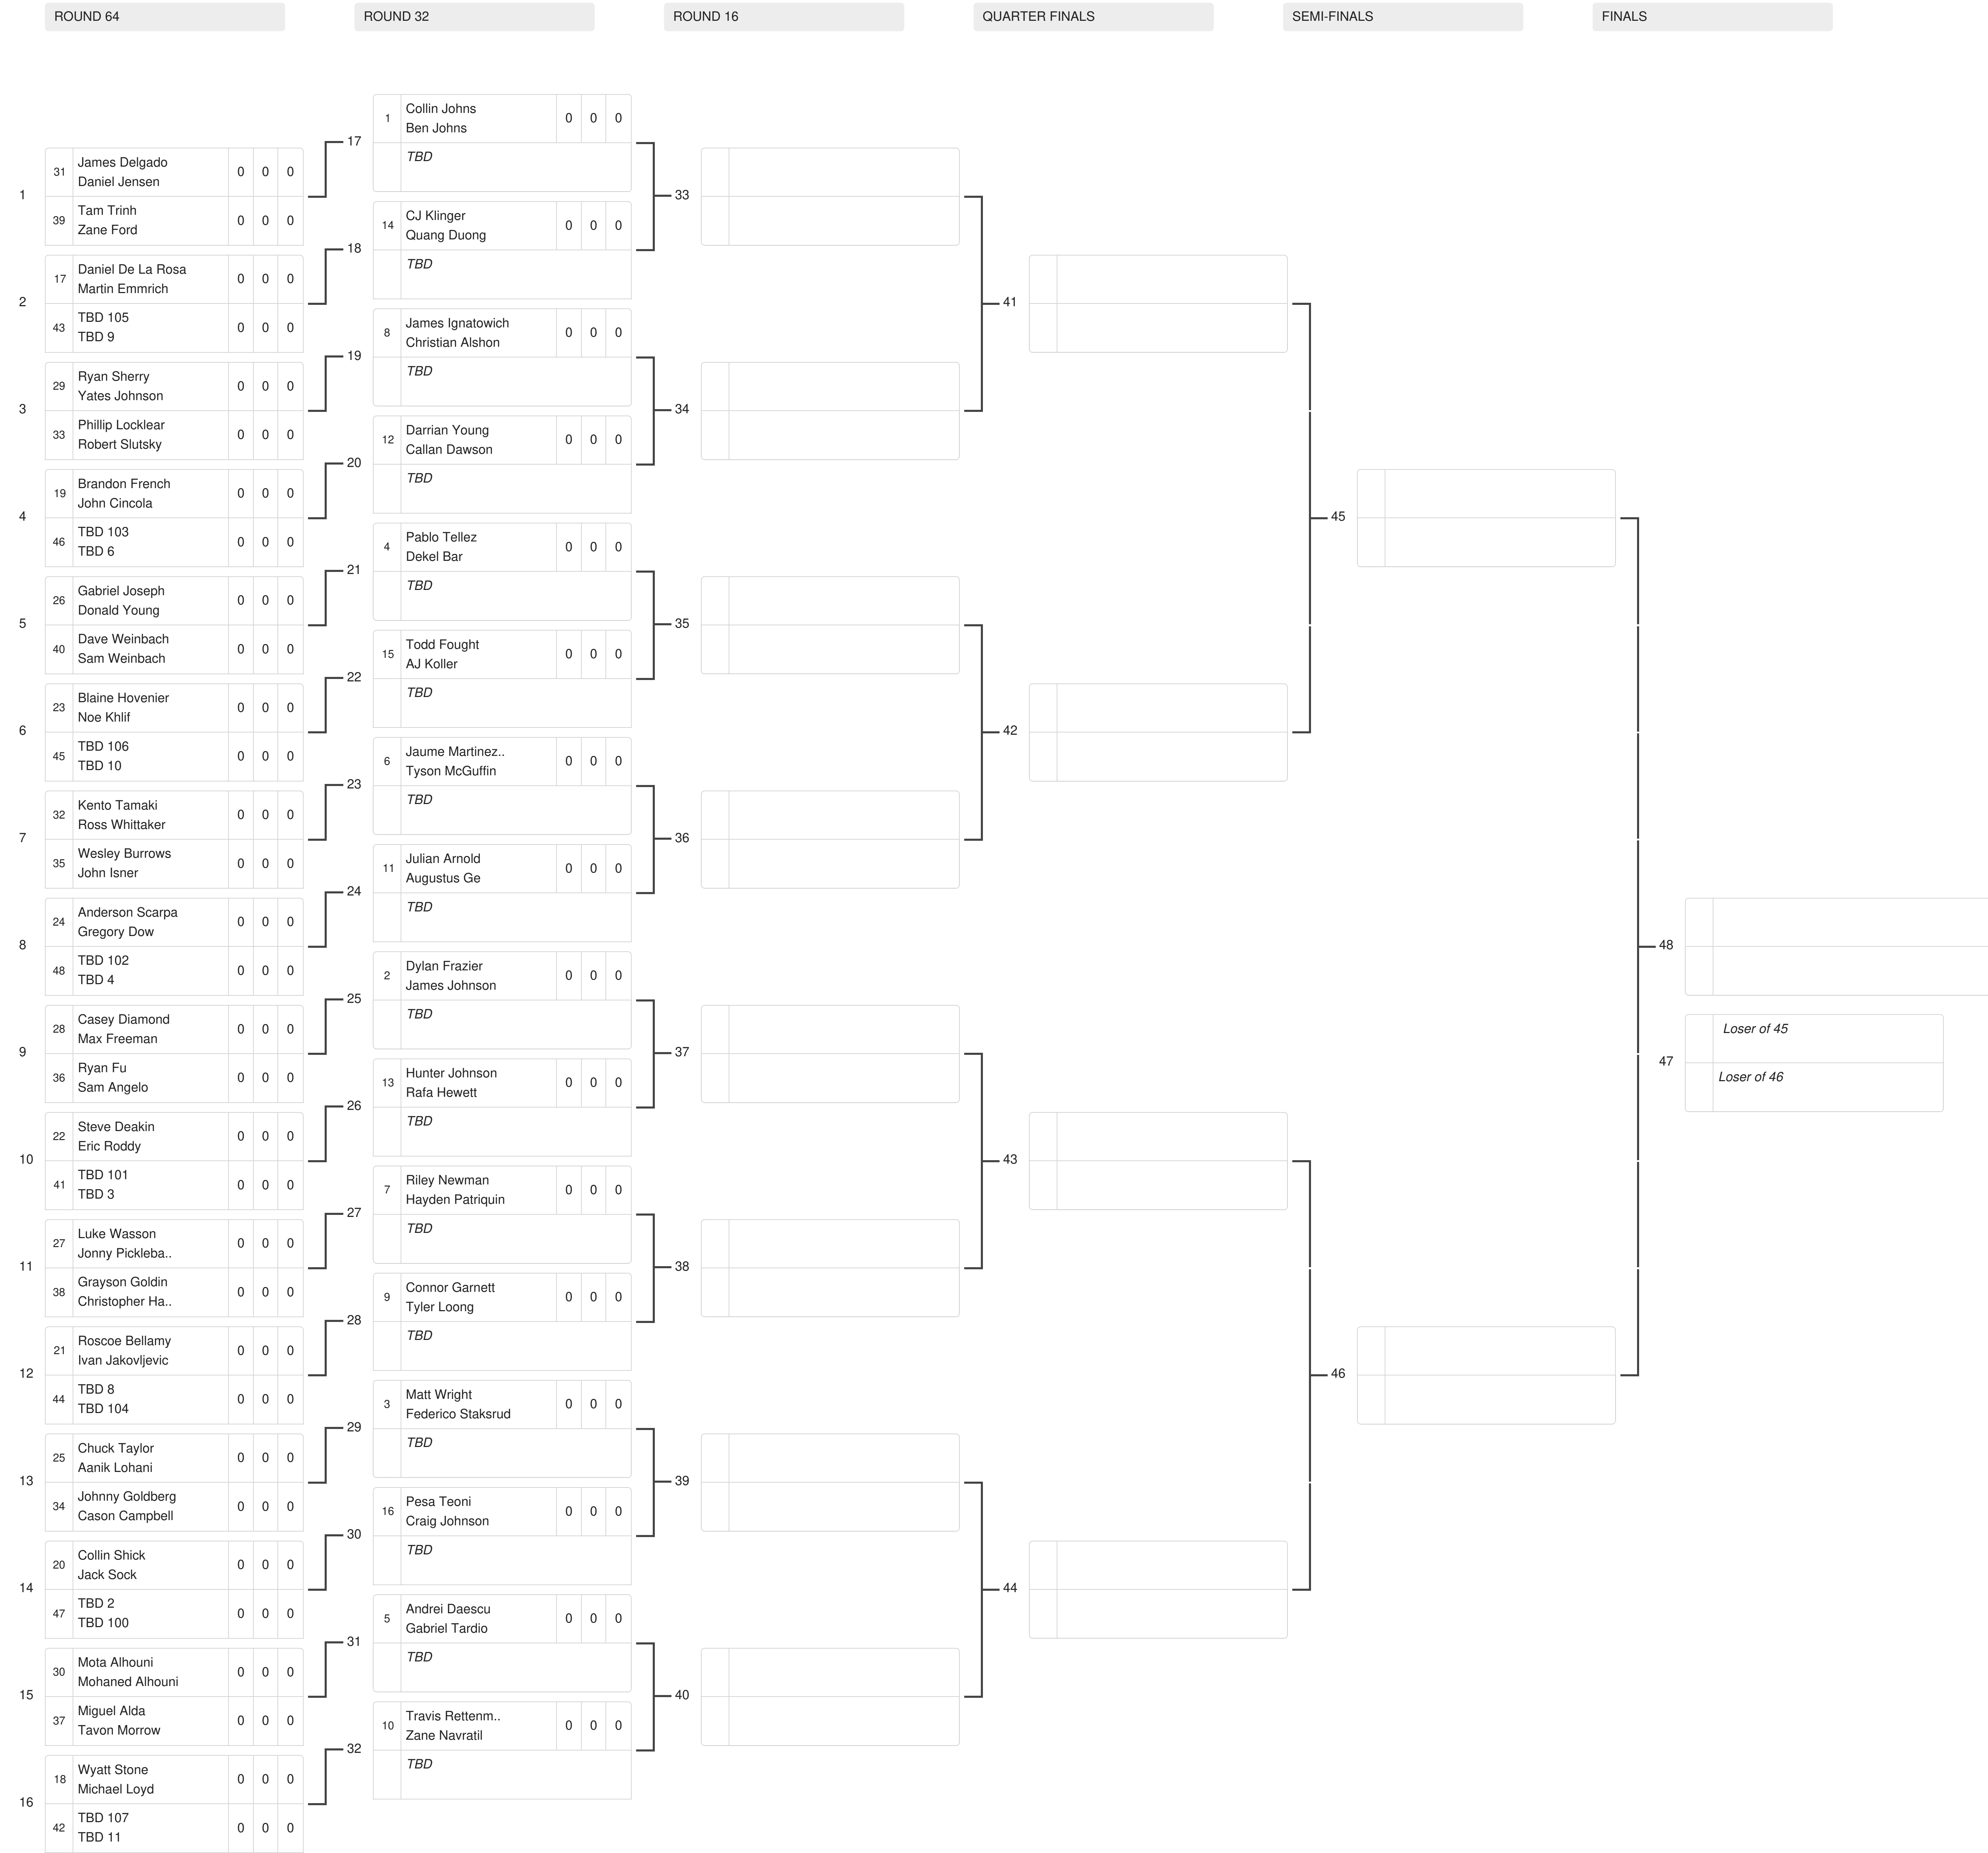 ROUND 64
ROUND 32
ROUND 16
QUARTER FINALS
SEMI-FINALS
FINALS
1
31
James Delgado
Daniel Jensen
0 0 0
39
Tam Trinh
Zane Ford
0 0 0
2
17
Daniel De La Rosa
Martin Emmrich
0 0 0
43
TBD 105
TBD 9
0 0 0
3
29
Ryan Sherry
Yates Johnson
0 0 0
33
Phillip Locklear
Robert Slutsky
0 0 0
4
19
Brandon French
John Cincola
0 0 0
46
TBD 103
TBD 6
0 0 0
5
26
Gabriel Joseph
Donald Young
0 0 0
40
Dave Weinbach
Sam Weinbach
0 0 0
6
23
Blaine Hovenier
Noe Khlif
0 0 0
45
TBD 106
TBD 10
0 0 0
7
32
Kento Tamaki
Ross Whittaker
0 0 0
35
Wesley Burrows
John Isner
0 0 0
8
24
Anderson Scarpa
Gregory Dow
0 0 0
48
TBD 102
TBD 4
0 0 0
9
28
Casey Diamond
Max Freeman
0 0 0
36
Ryan Fu
Sam Angelo
0 0 0
10
22
Steve Deakin
Eric Roddy
0 0 0
41
TBD 101
TBD 3
0 0 0
11
27
Luke Wasson
Jonny Pickleba..
0 0 0
38
Grayson Goldin
Christopher Ha..
0 0 0
12
21
Roscoe Bellamy
Ivan Jakovljevic
0 0 0
44
TBD 8
TBD 104
0 0 0
13
25
Chuck Taylor
Aanik Lohani
0 0 0
34
Johnny Goldberg
Cason Campbell
0 0 0
14
20
Collin Shick
Jack Sock
0 0 0
47
TBD 2
TBD 100
0 0 0
15
30
Mota Alhouni
Mohaned Alhouni
0 0 0
37
Miguel Alda
Tavon Morrow
0 0 0
16
18
Wyatt Stone
Michael Loyd
0 0 0
42
TBD 107
TBD 11
0 0 0
17
1
Collin Johns
Ben Johns
0 0 0
TBD
18
14
CJ Klinger
Quang Duong
0 0 0
TBD
19
8
James Ignatowich
Christian Alshon
0 0 0
TBD
20
12
Darrian Young
Callan Dawson
0 0 0
TBD
21
4
Pablo Tellez
Dekel Bar
0 0 0
TBD
22
15
Todd Fought
AJ Koller
0 0 0
TBD
23
6
Jaume Martinez..
Tyson McGuffin
0 0 0
TBD
24
11
Julian Arnold
Augustus Ge
0 0 0
TBD
25
2
Dylan Frazier
James Johnson
0 0 0
TBD
26
13
Hunter Johnson
Rafa Hewett
0 0 0
TBD
27
7
Riley Newman
Hayden Patriquin
0 0 0
TBD
28
9
Connor Garnett
Tyler Loong
0 0 0
TBD
29
3
Matt Wright
Federico Staksrud
0 0 0
TBD
30
16
Pesa Teoni
Craig Johnson
0 0 0
TBD
31
5
Andrei Daescu
Gabriel Tardio
0 0 0
TBD
32
10
Travis Rettenm..
Zane Navratil
0 0 0
TBD
33
34
35
36
37
38
39
40
41
42
43
44
45
46
48
47
Loser of 45
Loser of 46